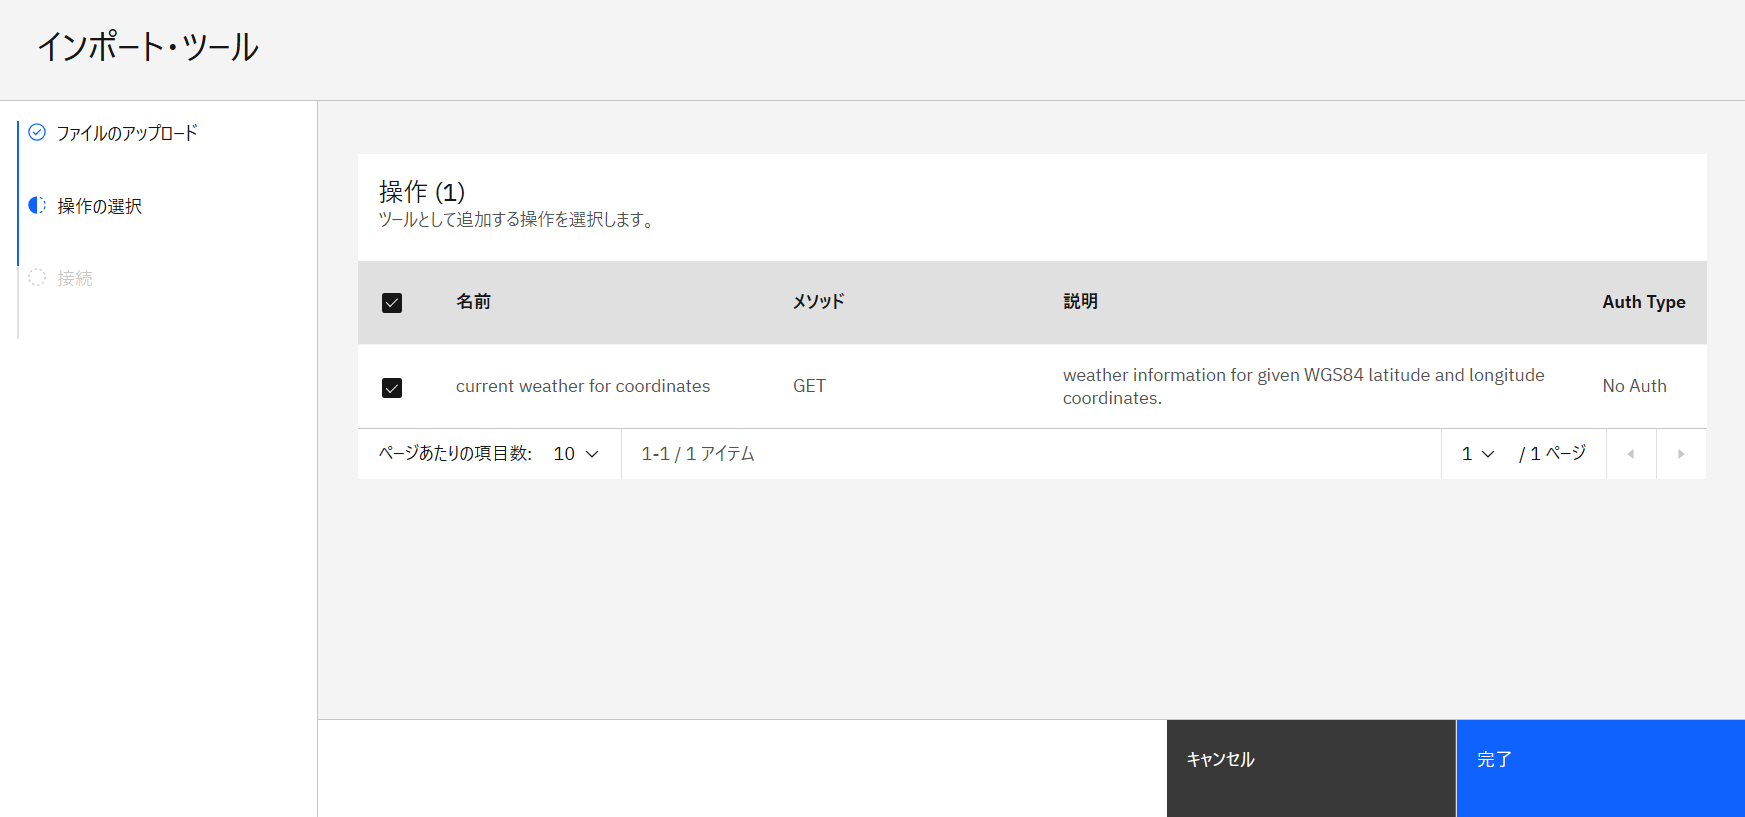 インポート・ツール
ファイルのアップロード
操作の選択
接続
操作 (1)
ツールとして追加する操作を選択します。
名前 メソッド 説明 Auth Type
current weather for coordinates GET weather information for given WGS84 latitude and longitude coordinates. No Auth
ページあたりの項目数: 10 1-1 / 1 アイテム 1 / 1 ページ
キャンセル 完了